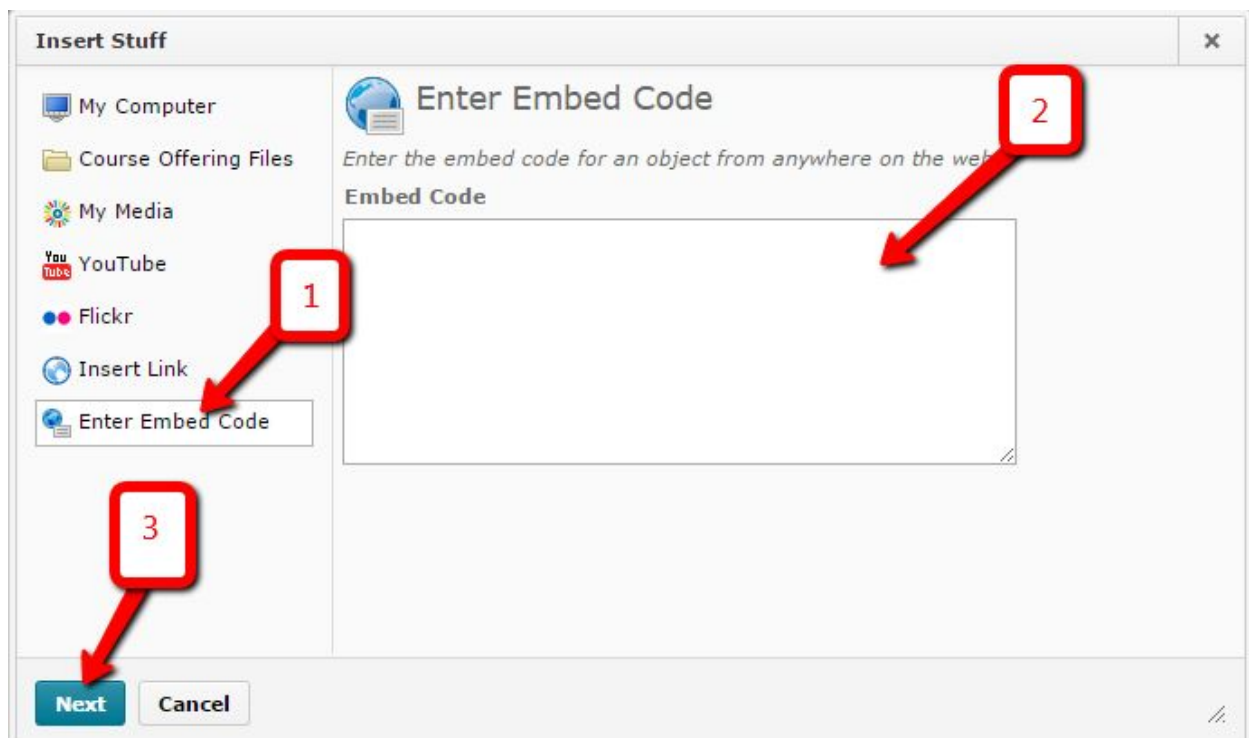 Insert Stuff
×
My Computer
Course Offering Files
My Media
You
Tube
YouTube
Flickr
Insert Link
Enter Embed Code
Enter Embed Code
Enter the embed code for an object from anywhere on the web
Embed Code
1
2
3
Next
Cancel